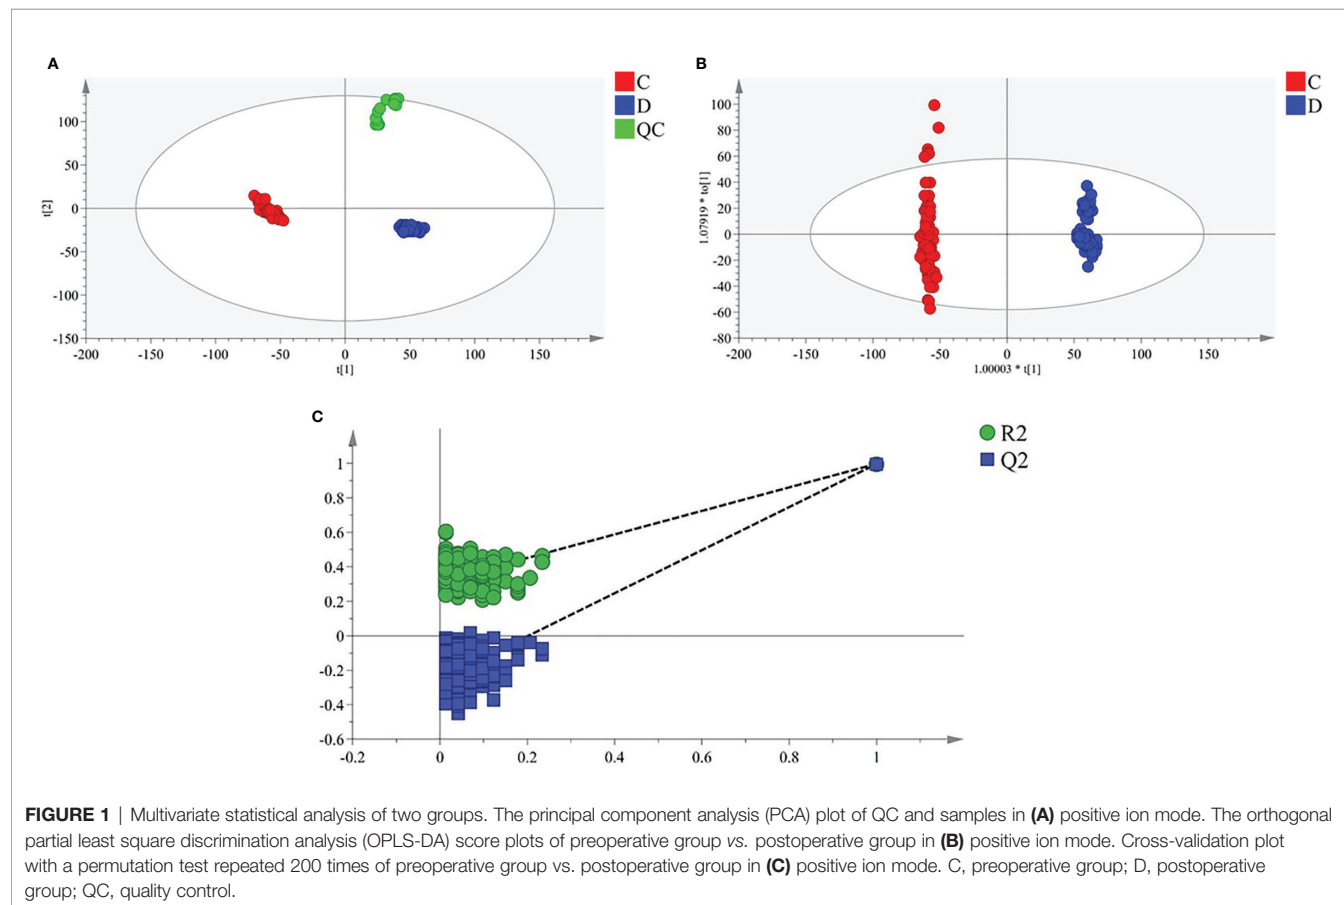 A
C
D
QC
100
50
0
-50
-100
-150
t[2]
-200
-150
-100
-50
0
50
100
150
t[1]
B
C
D
100
80
60
40
20
0
-20
-40
-60
-80
1.07919 * to[1]
-200
-150
-100
-50
0
50
100
150
1.00003 * t[1]
C
R2
Q2
1
0.8
0.6
0.4
0.2
0
-0.2
-0.4
-0.6
-0.2
0
0.2
0.4
0.6
0.8
1
FIGURE 1 | Multivariate statistical analysis of two groups. The principal component analysis (PCA) plot of QC and samples in (A) positive ion mode. The orthogonal
partial least square discrimination analysis (OPLS-DA) score plots of preoperative group vs. postoperative group in (B) positive ion mode. Cross-validation plot
with a permutation test repeated 200 times of preoperative group vs. postoperative group in (C) positive ion mode. C, preoperative group; D, postoperative
group; QC, quality control.